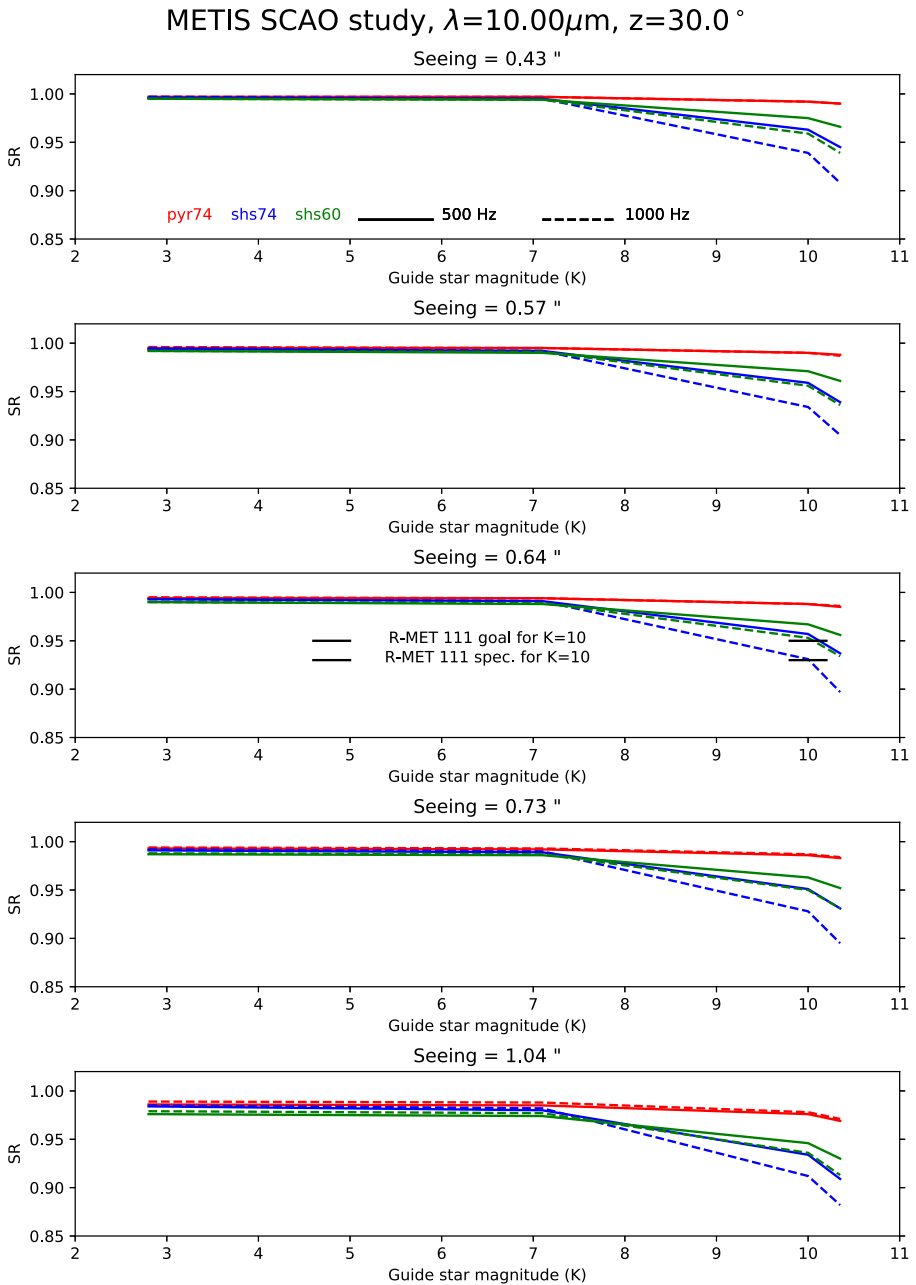 METIS SCAO study, λ=10.00μm, z=30.0°
Seeing = 0.43 "
1.00
0.95
0.90
0.85
SR
pyr74 shs74 shs60 500 Hz 1000 Hz
2 3 4 5 6 7 8 9 10 11
Guide star magnitude (K)
Seeing = 0.57 "
1.00
0.95
0.90
0.85
SR
2 3 4 5 6 7 8 9 10 11
Guide star magnitude (K)
Seeing = 0.64 "
1.00
0.95
0.90
0.85
SR
R-MET 111 goal for K=10
R-MET 111 spec. for K=10
2 3 4 5 6 7 8 9 10 11
Guide star magnitude (K)
Seeing = 0.73 "
1.00
0.95
0.90
0.85
SR
2 3 4 5 6 7 8 9 10 11
Guide star magnitude (K)
Seeing = 1.04 "
1.00
0.95
0.90
0.85
SR
2 3 4 5 6 7 8 9 10 11
Guide star magnitude (K)